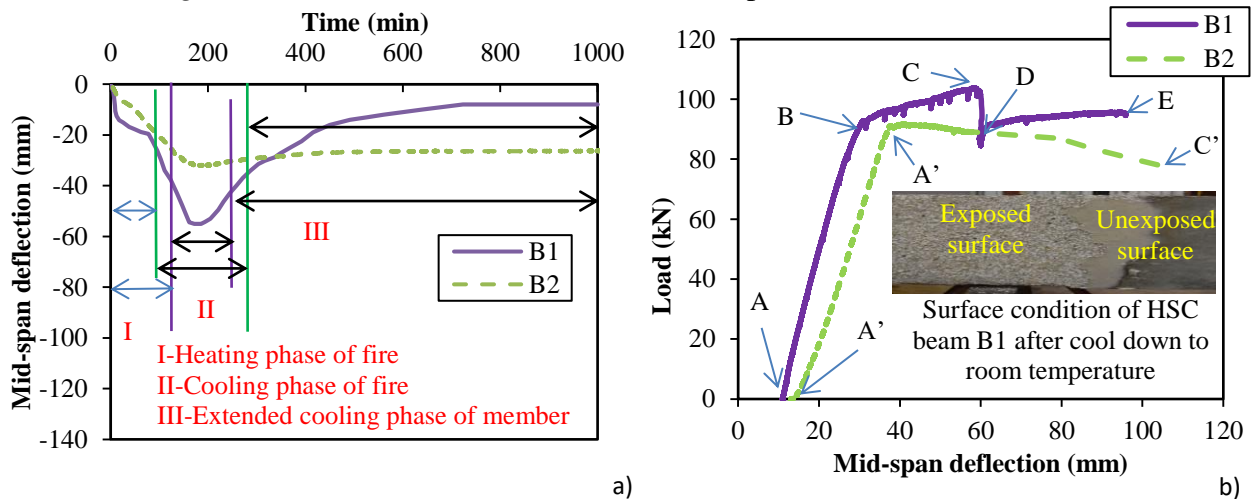 Time (min)
0 200 400 600 800 1000
0
-20
-40
-60
-80
-100
-120
-140
Mid-span deflection (mm)
I
II
III
B1
B2
I-Heating phase of fire
II-Cooling phase of fire
III-Extended cooling phase of member
a)
B1
B2
120
100
80
60
40
20
0
Load (kN)
A
B
C
D
E
A’
A’
C’
Exposed
surface
Unexposed
surface
Surface condition of HSC
beam B1 after cool down to
room temperature
0 20 40 60 80 100 120
Mid-span deflection (mm)
b)